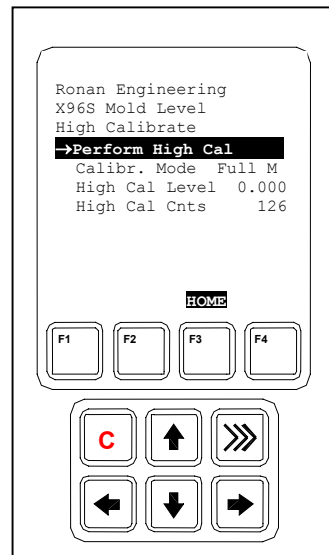 Ronan Engineering
X96S Mold Level
High Calibrate
→Perform High Cal
Calibr. Mode Full M
High Cal Level 0.000
High Cal Cnts 126
HOME
F1 F2 F3 F4
C